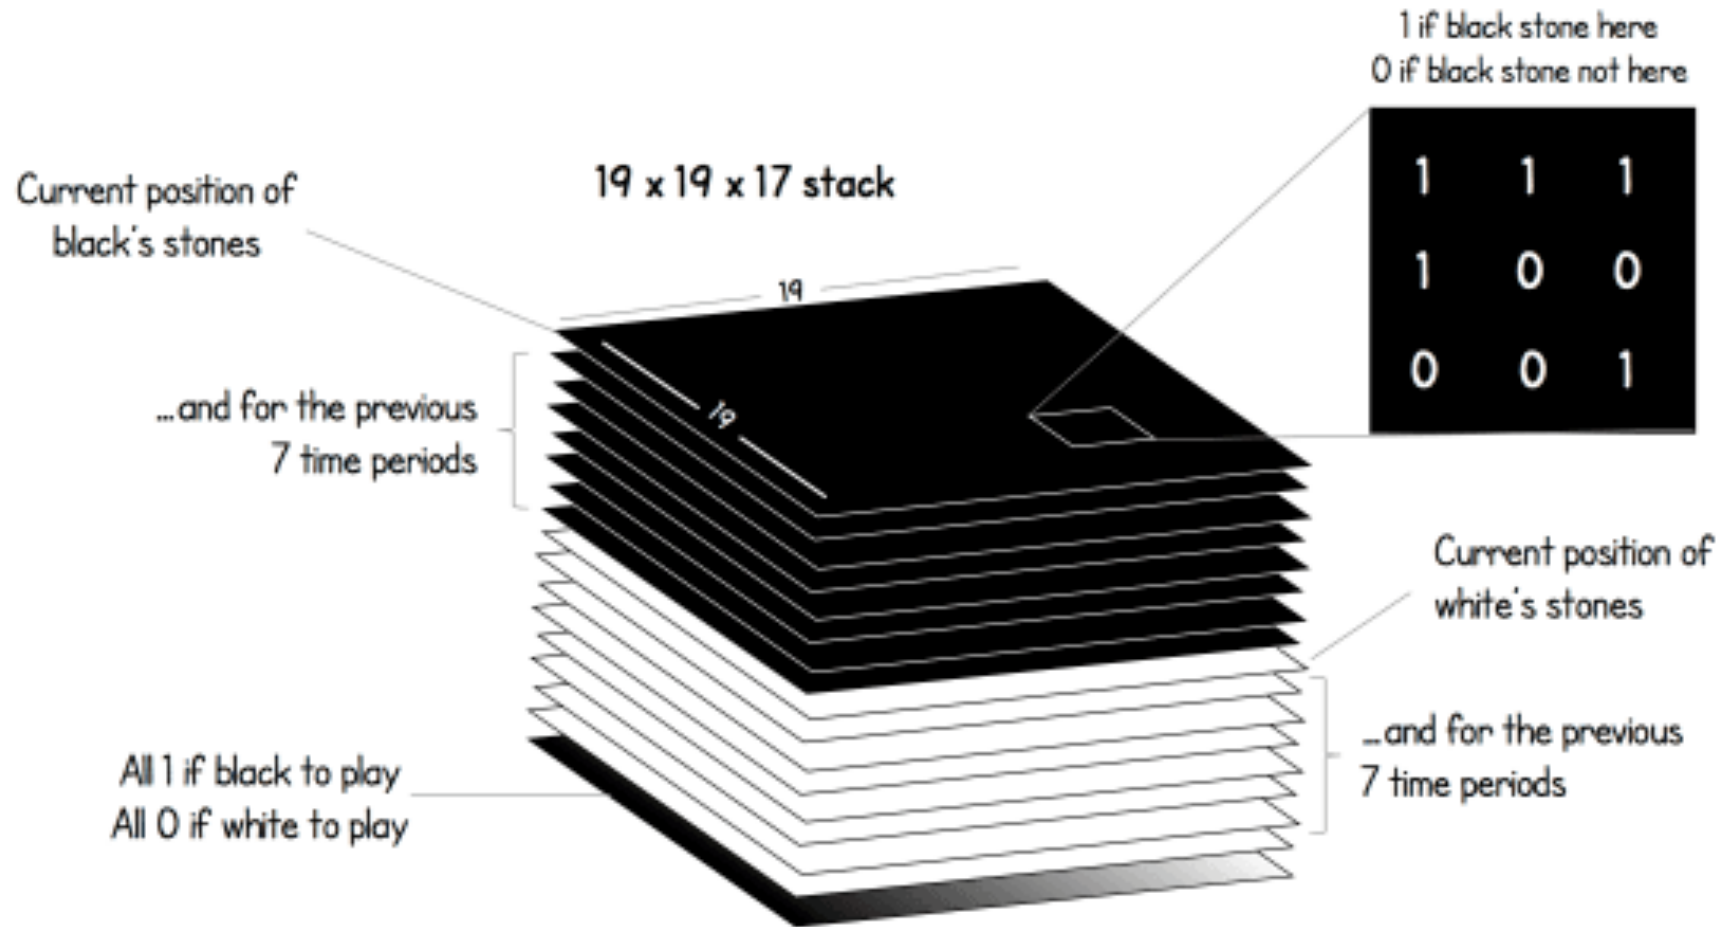 1 if black stone here
0 if black stone not here
1 1 1
1 0 0
0 0 1
19 x 19 x 17 stack
Current position of
black's stones
19
19
...and for the previous
7 time periods
Current position of
white's stones
...and for the previous
7 time periods
All 1 if black to play
All 0 if white to play